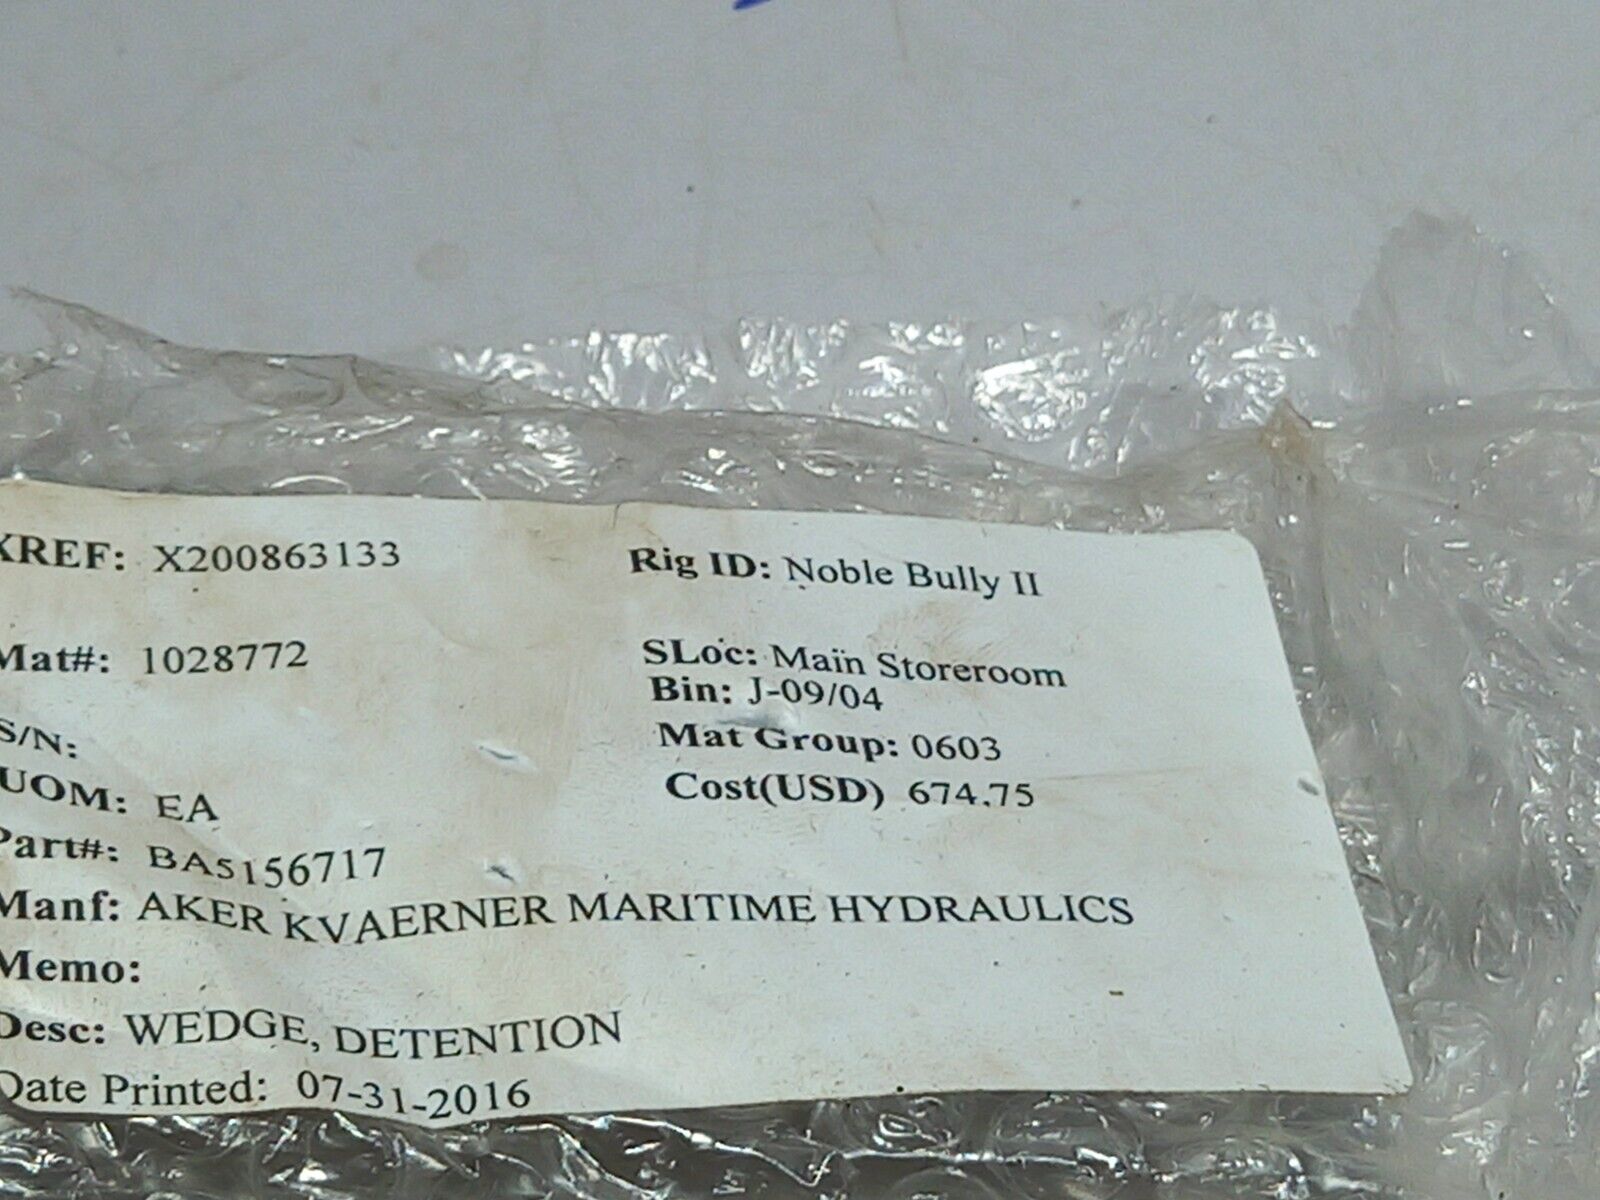 XREF: X200863133 Rig ID: Noble Bully II
Mat#: 1028772 SLoc: Main Storeroom
Bin: J-09/04
S/N: Mat Group: 0603
UOM: EA Cost(USD) 674.75
Part#: BA5156717
Manf: AKER KVAERNER MARITIME HYDRAULICS
Memo:
Desc: WEDGE, DETENTION
Date Printed: 07-31-2016